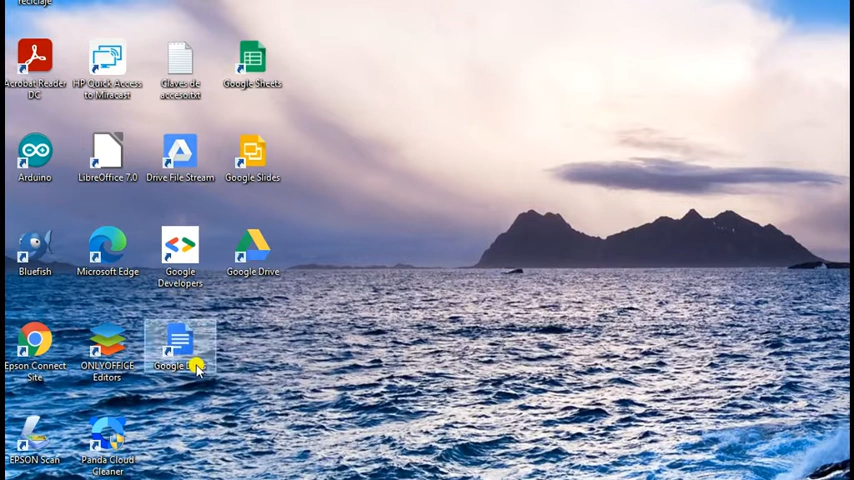 reciclaje
Acrobat Reader
DC
HP Quick Access
to Miracast
Claves de
acceso.txt
Google Sheets
Arduino
LibreOffice 7.0
Drive File Stream
Google Slides
Bluefish
Microsoft Edge
Google
Developers
Google Drive
Epson Connect
Site
ONLYOFFICE
Editors
Google
EPSON Scan
Panda Cloud
Cleaner